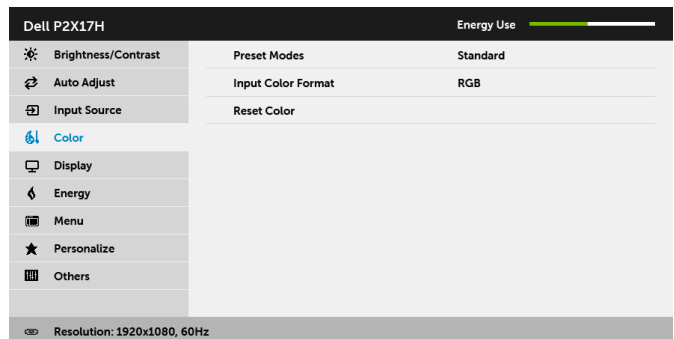 Dell P2X17H
Energy Use
Brightness/Contrast
Preset Modes
Standard
Auto Adjust
Input Color Format
RGB
Input Source
Reset Color
Color
Display
Energy
Menu
Personalize
Others
Resolution: 1920x1080, 60Hz